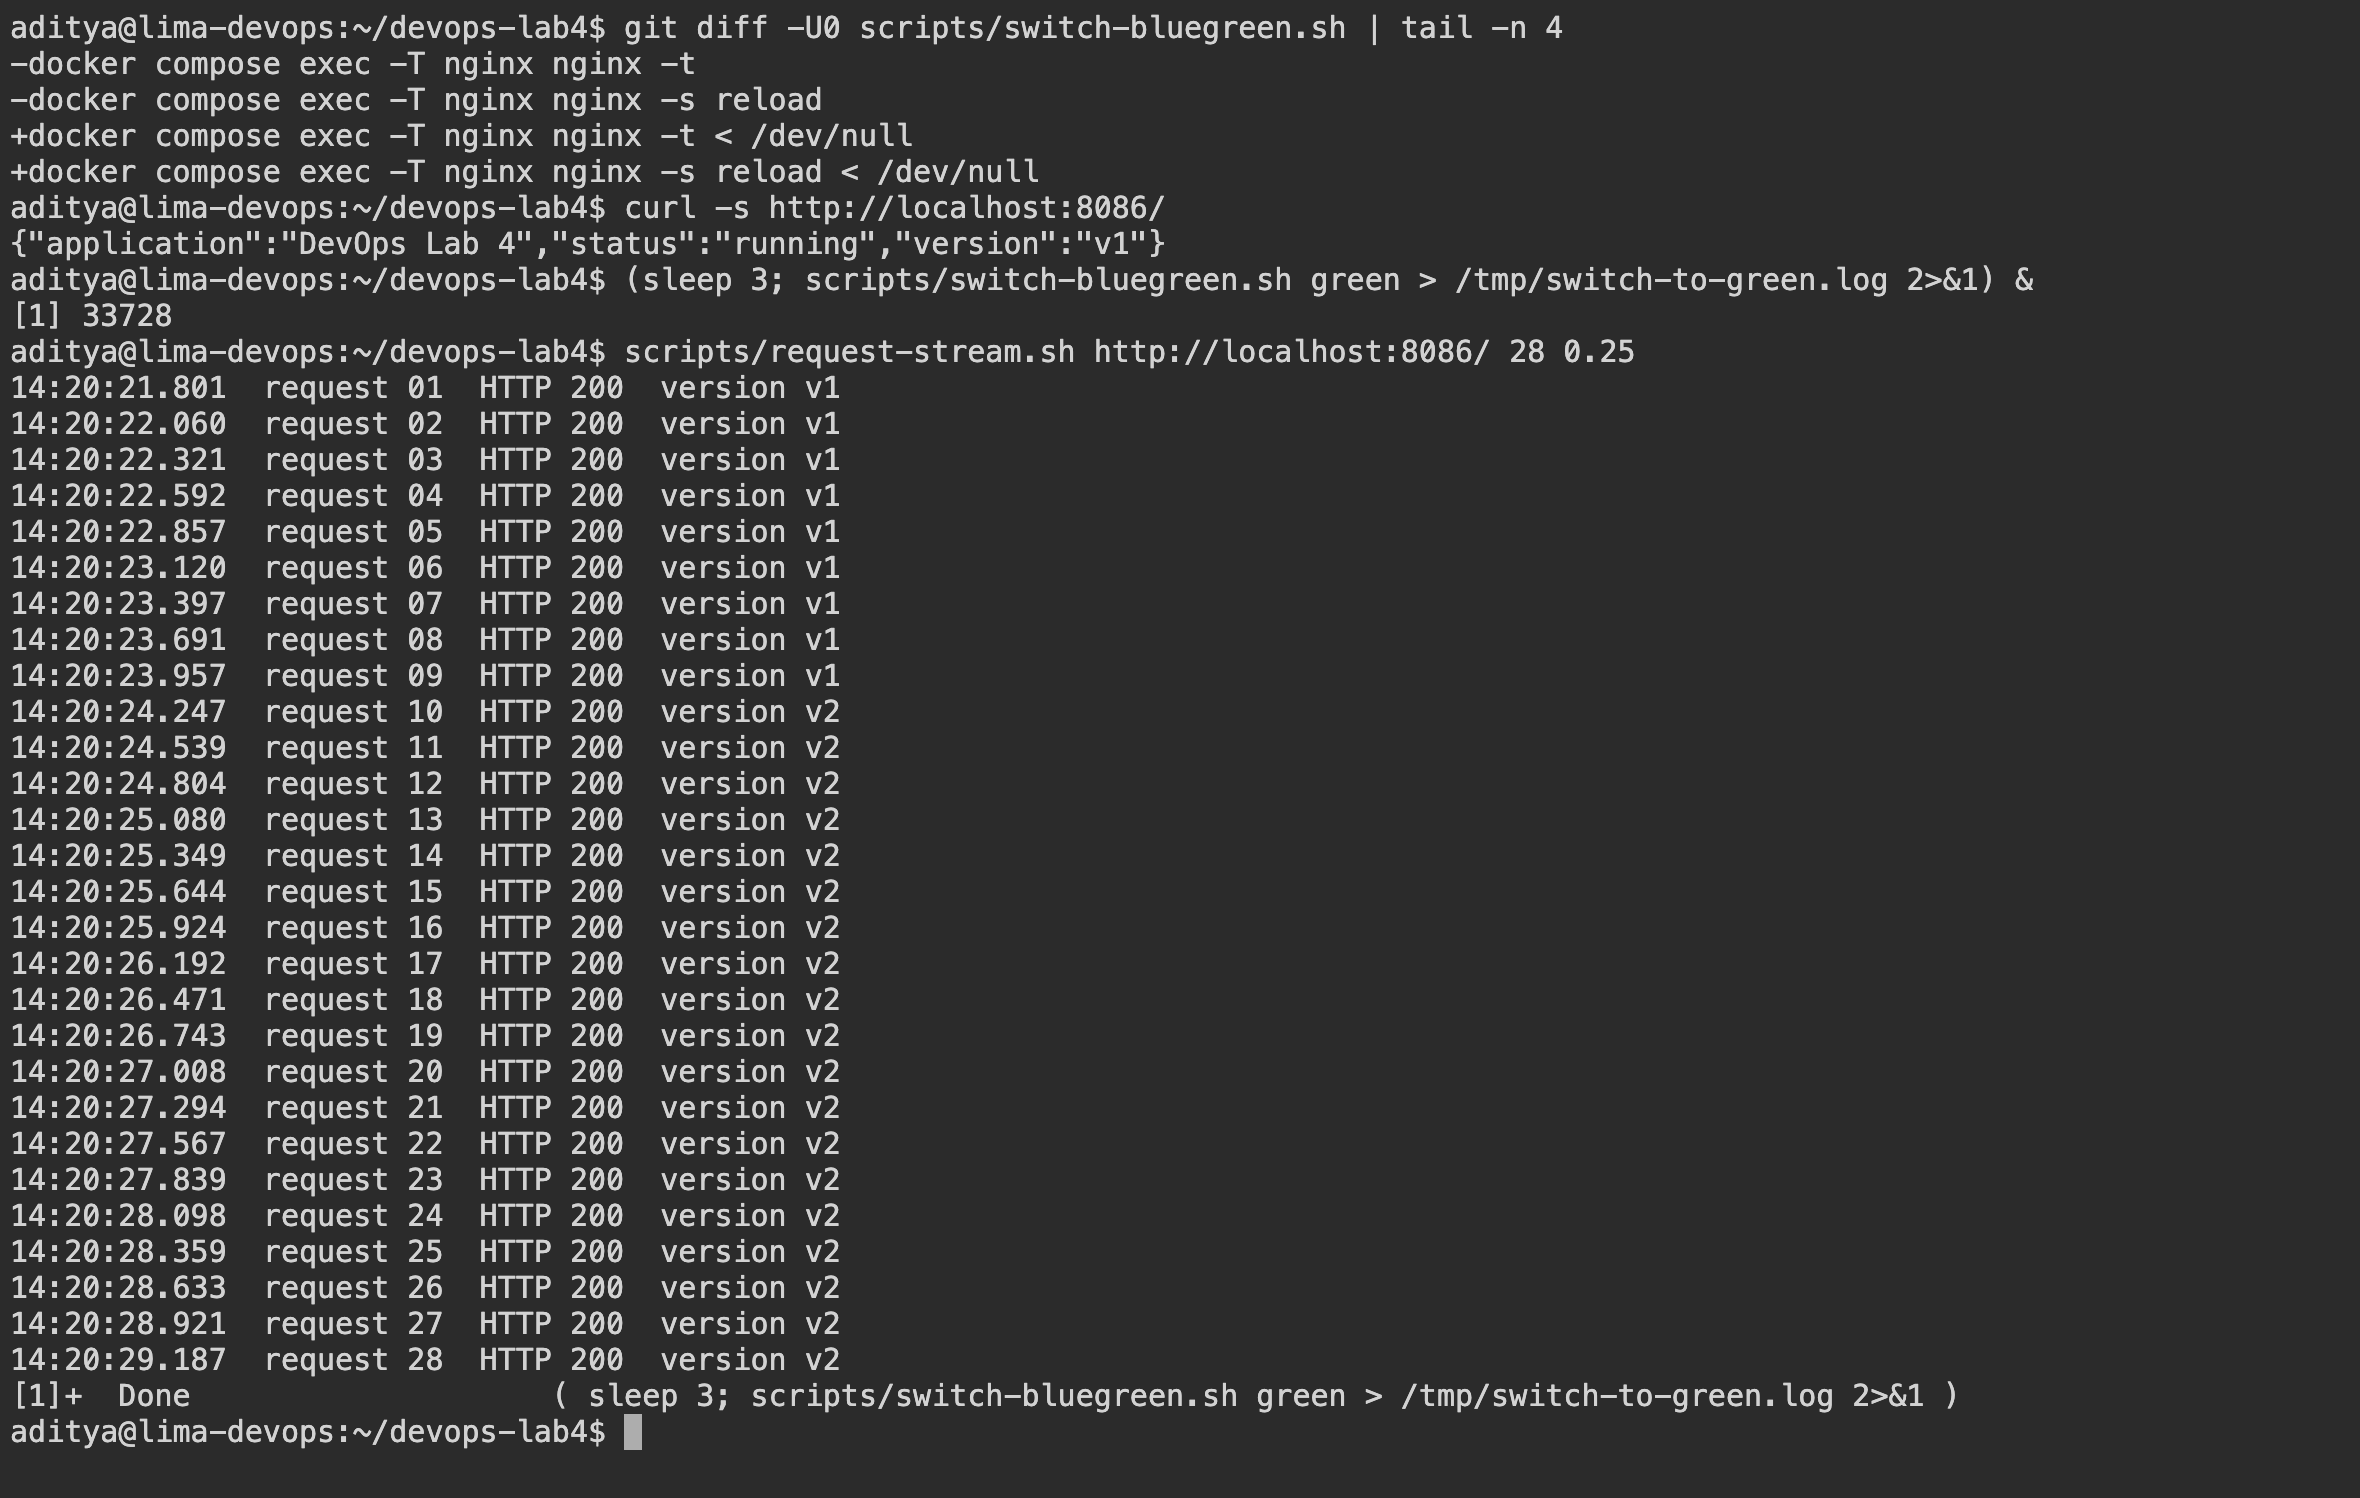 aditya@lima-devops:~/devops-lab4$ git diff -U0 scripts/switch-bluegreen.sh | tail -n 4
-docker compose exec -T nginx nginx -t
-docker compose exec -T nginx nginx -s reload
+docker compose exec -T nginx nginx -t < /dev/null
+docker compose exec -T nginx nginx -s reload < /dev/null
aditya@lima-devops:~/devops-lab4$ curl -s http://localhost:8086/
{"application":"DevOps Lab 4","status":"running","version":"v1"}
aditya@lima-devops:~/devops-lab4$ (sleep 3; scripts/switch-bluegreen.sh green > /tmp/switch-to-green.log 2>&1) &
[1] 33728
aditya@lima-devops:~/devops-lab4$ scripts/request-stream.sh http://localhost:8086/ 28 0.25
14:20:21.801  request 01  HTTP 200  version v1
14:20:22.060  request 02  HTTP 200  version v1
14:20:22.321  request 03  HTTP 200  version v1
14:20:22.592  request 04  HTTP 200  version v1
14:20:22.857  request 05  HTTP 200  version v1
14:20:23.120  request 06  HTTP 200  version v1
14:20:23.397  request 07  HTTP 200  version v1
14:20:23.691  request 08  HTTP 200  version v1
14:20:23.957  request 09  HTTP 200  version v1
14:20:24.247  request 10  HTTP 200  version v2
14:20:24.539  request 11  HTTP 200  version v2
14:20:24.804  request 12  HTTP 200  version v2
14:20:25.080  request 13  HTTP 200  version v2
14:20:25.349  request 14  HTTP 200  version v2
14:20:25.644  request 15  HTTP 200  version v2
14:20:25.924  request 16  HTTP 200  version v2
14:20:26.192  request 17  HTTP 200  version v2
14:20:26.471  request 18  HTTP 200  version v2
14:20:26.743  request 19  HTTP 200  version v2
14:20:27.008  request 20  HTTP 200  version v2
14:20:27.294  request 21  HTTP 200  version v2
14:20:27.567  request 22  HTTP 200  version v2
14:20:27.839  request 23  HTTP 200  version v2
14:20:28.098  request 24  HTTP 200  version v2
14:20:28.359  request 25  HTTP 200  version v2
14:20:28.633  request 26  HTTP 200  version v2
14:20:28.921  request 27  HTTP 200  version v2
14:20:29.187  request 28  HTTP 200  version v2
[1]+  Done                    ( sleep 3; scripts/switch-bluegreen.sh green > /tmp/switch-to-green.log 2>&1 )
aditya@lima-devops:~/devops-lab4$